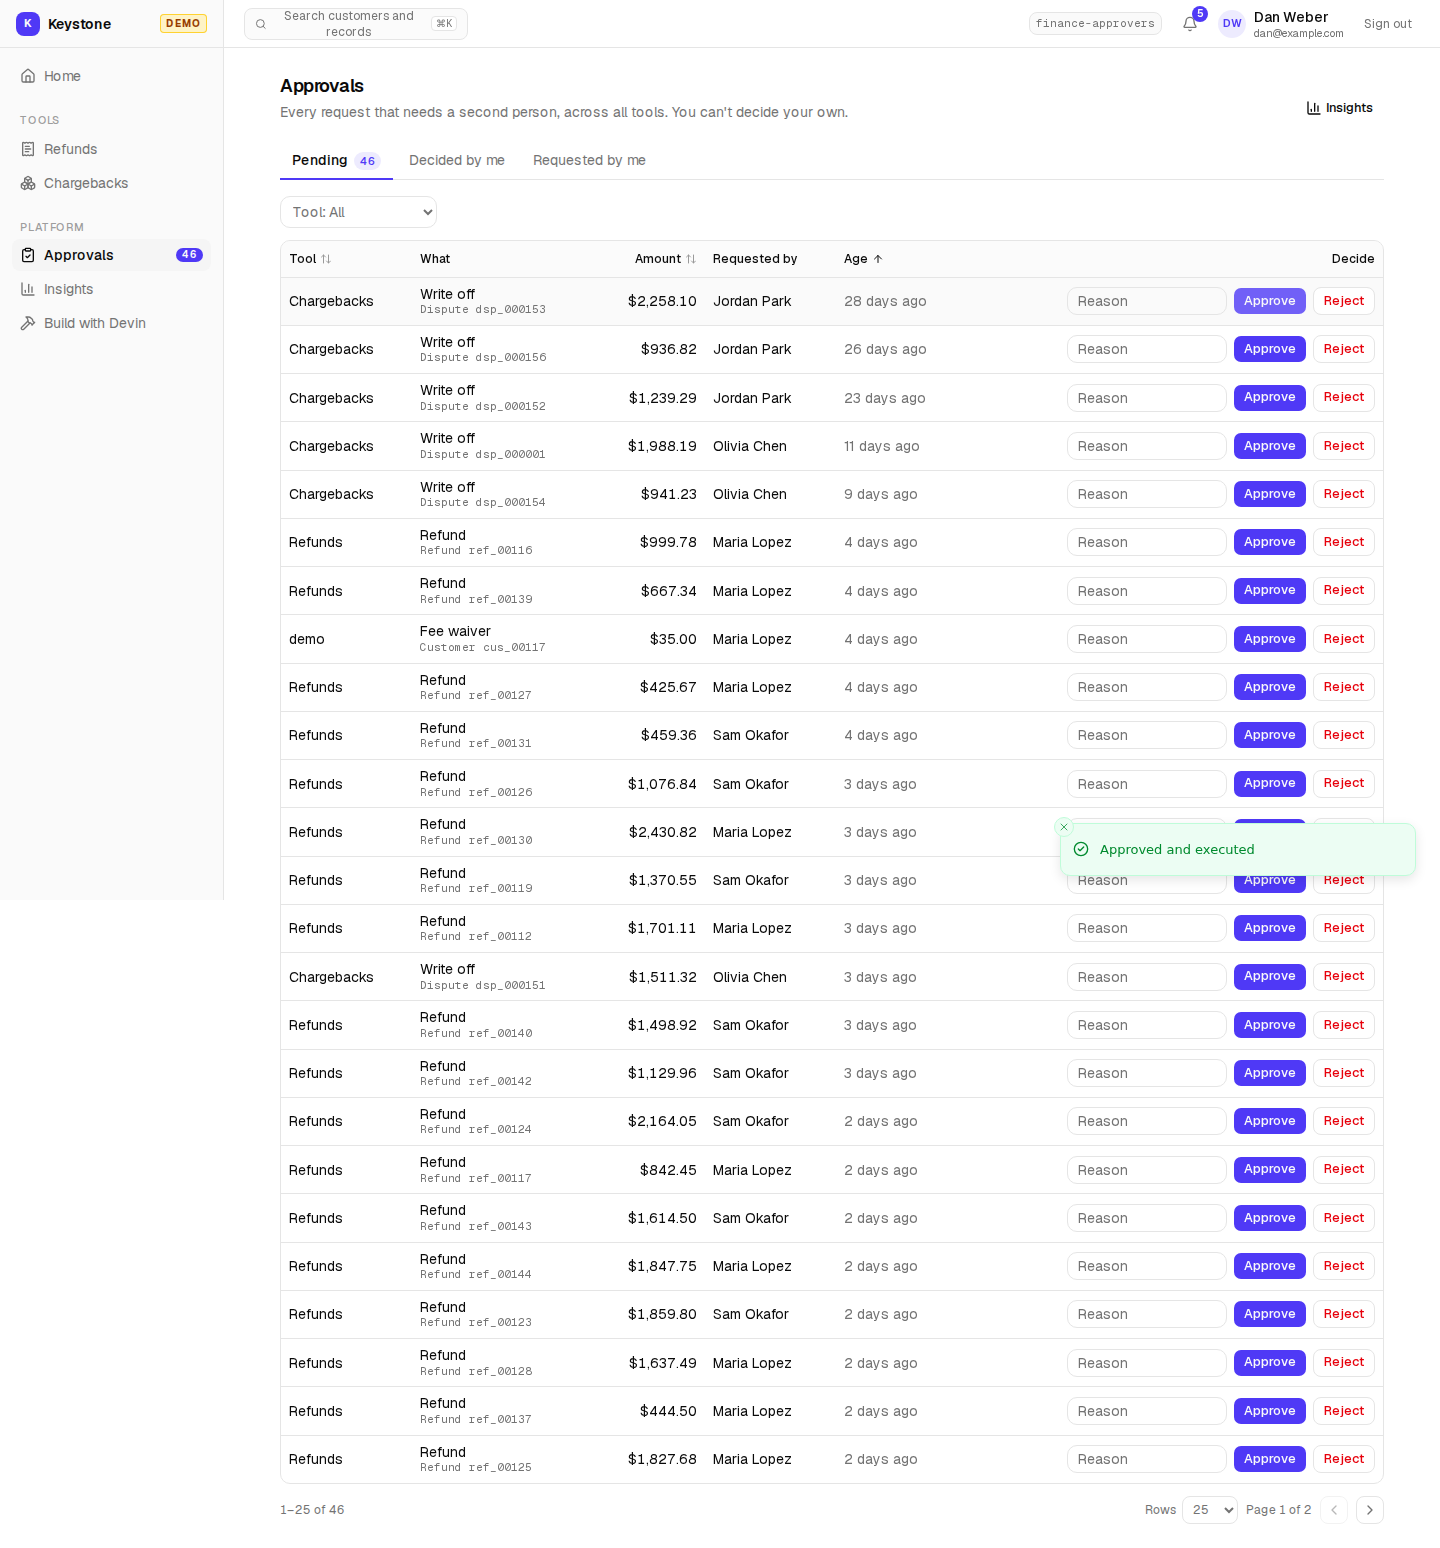 K Keystone DEMO
Search customers and records ⌘K
finance-approvers
5
DW Dan Weber
dan@example.com
Sign out
Home
TOOLS
Refunds
Chargebacks
PLATFORM
Approvals 46
Insights
Build with Devin
Approvals
Every request that needs a second person, across all tools. You can't decide your own.
Insights
Pending 46 Decided by me Requested by me
Tool: All
Tool What Amount Requested by Age Decide
Chargebacks Write off $2,258.10 Jordan Park 28 days ago Reason Approve Reject
Dispute dsp_000153
Chargebacks Write off $936.82 Jordan Park 26 days ago Reason Approve Reject
Dispute dsp_000156
Chargebacks Write off $1,239.29 Jordan Park 23 days ago Reason Approve Reject
Dispute dsp_000152
Chargebacks Write off $1,988.19 Olivia Chen 11 days ago Reason Approve Reject
Dispute dsp_000001
Chargebacks Write off $941.23 Olivia Chen 9 days ago Reason Approve Reject
Dispute dsp_000154
Refunds Refund $999.78 Maria Lopez 4 days ago Reason Approve Reject
Refund ref_00116
Refunds Refund $667.34 Maria Lopez 4 days ago Reason Approve Reject
Refund ref_00139
demo Fee waiver $35.00 Maria Lopez 4 days ago Reason Approve Reject
Customer cus_00117
Refunds Refund $425.67 Maria Lopez 4 days ago Reason Approve Reject
Refund ref_00127
Refunds Refund $459.36 Sam Okafor 4 days ago Reason Approve Reject
Refund ref_00131
Refunds Refund $1,076.84 Sam Okafor 3 days ago Reason Approve Reject
Refund ref_00126
Refunds Refund $2,430.82 Maria Lopez 3 days ago
Refund ref_00130
Approved and executed
Refunds Refund $1,370.55 Sam Okafor 3 days ago Reason Approve Reject
Refund ref_00119
Refunds Refund $1,701.11 Maria Lopez 3 days ago Reason Approve Reject
Refund ref_00112
Chargebacks Write off $1,511.32 Olivia Chen 3 days ago Reason Approve Reject
Dispute dsp_000151
Refunds Refund $1,498.92 Sam Okafor 3 days ago Reason Approve Reject
Refund ref_00140
Refunds Refund $1,129.96 Sam Okafor 3 days ago Reason Approve Reject
Refund ref_00142
Refunds Refund $2,164.05 Sam Okafor 2 days ago Reason Approve Reject
Refund ref_00124
Refunds Refund $842.45 Maria Lopez 2 days ago Reason Approve Reject
Refund ref_00117
Refunds Refund $1,614.50 Sam Okafor 2 days ago Reason Approve Reject
Refund ref_00143
Refunds Refund $1,847.75 Maria Lopez 2 days ago Reason Approve Reject
Refund ref_00144
Refunds Refund $1,859.80 Sam Okafor 2 days ago Reason Approve Reject
Refund ref_00123
Refunds Refund $1,637.49 Maria Lopez 2 days ago Reason Approve Reject
Refund ref_00128
Refunds Refund $444.50 Maria Lopez 2 days ago Reason Approve Reject
Refund ref_00137
Refunds Refund $1,827.68 Maria Lopez 2 days ago Reason Approve Reject
Refund ref_00125
1–25 of 46 Rows 25 Page 1 of 2